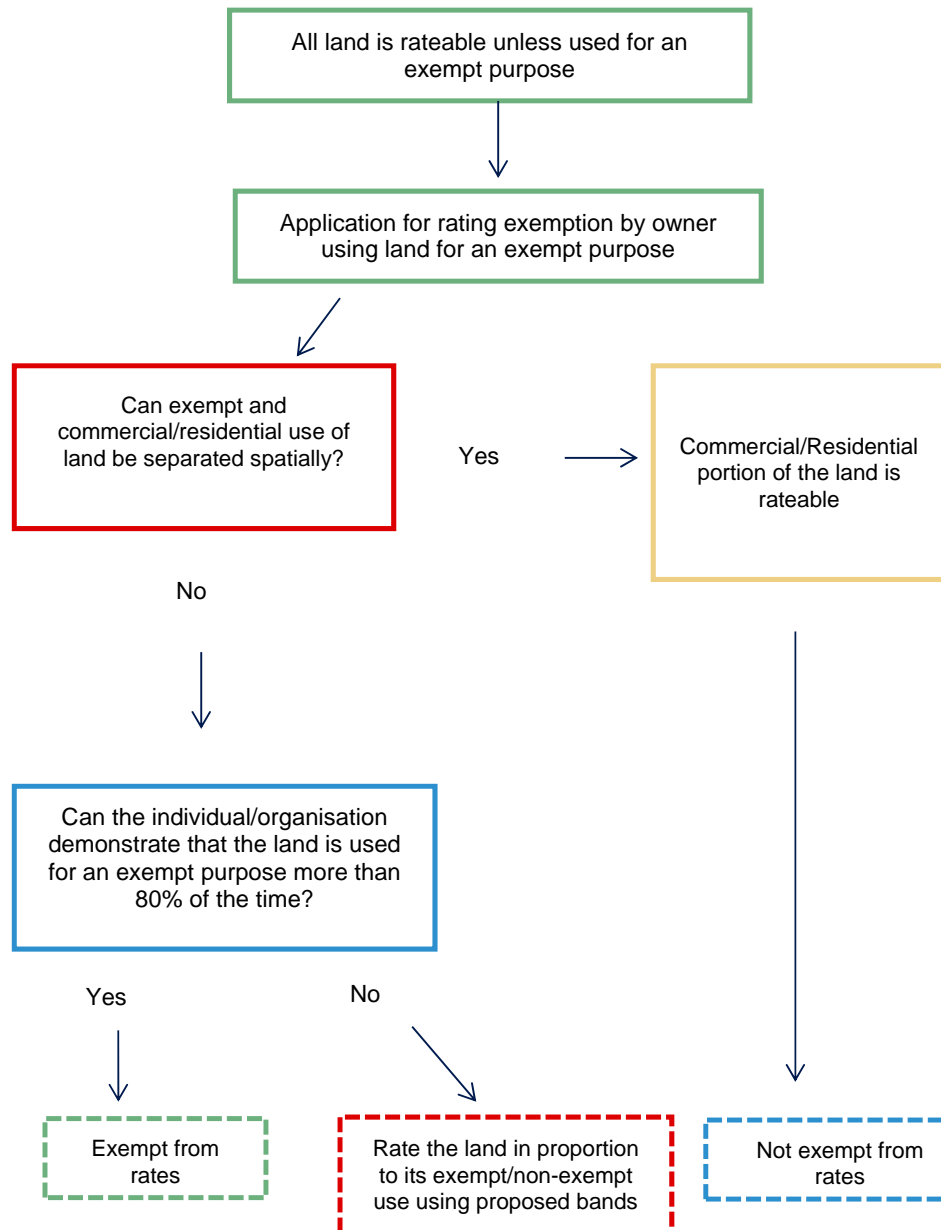 All land is rateable unless used for an
exempt purpose
Application for rating exemption by owner
using land for an exempt purpose
Can exempt and
commercial/residential use of
land be separated spatially?
Yes
Commercial/Residential
portion of the land is
rateable
No
Can the individual/organisation
demonstrate that the land is used
for an exempt purpose more than
80% of the time?
Yes
No
Exempt from
rates
Rate the land in proportion
to its exempt/non-exempt
use using proposed bands
Not exempt from
rates